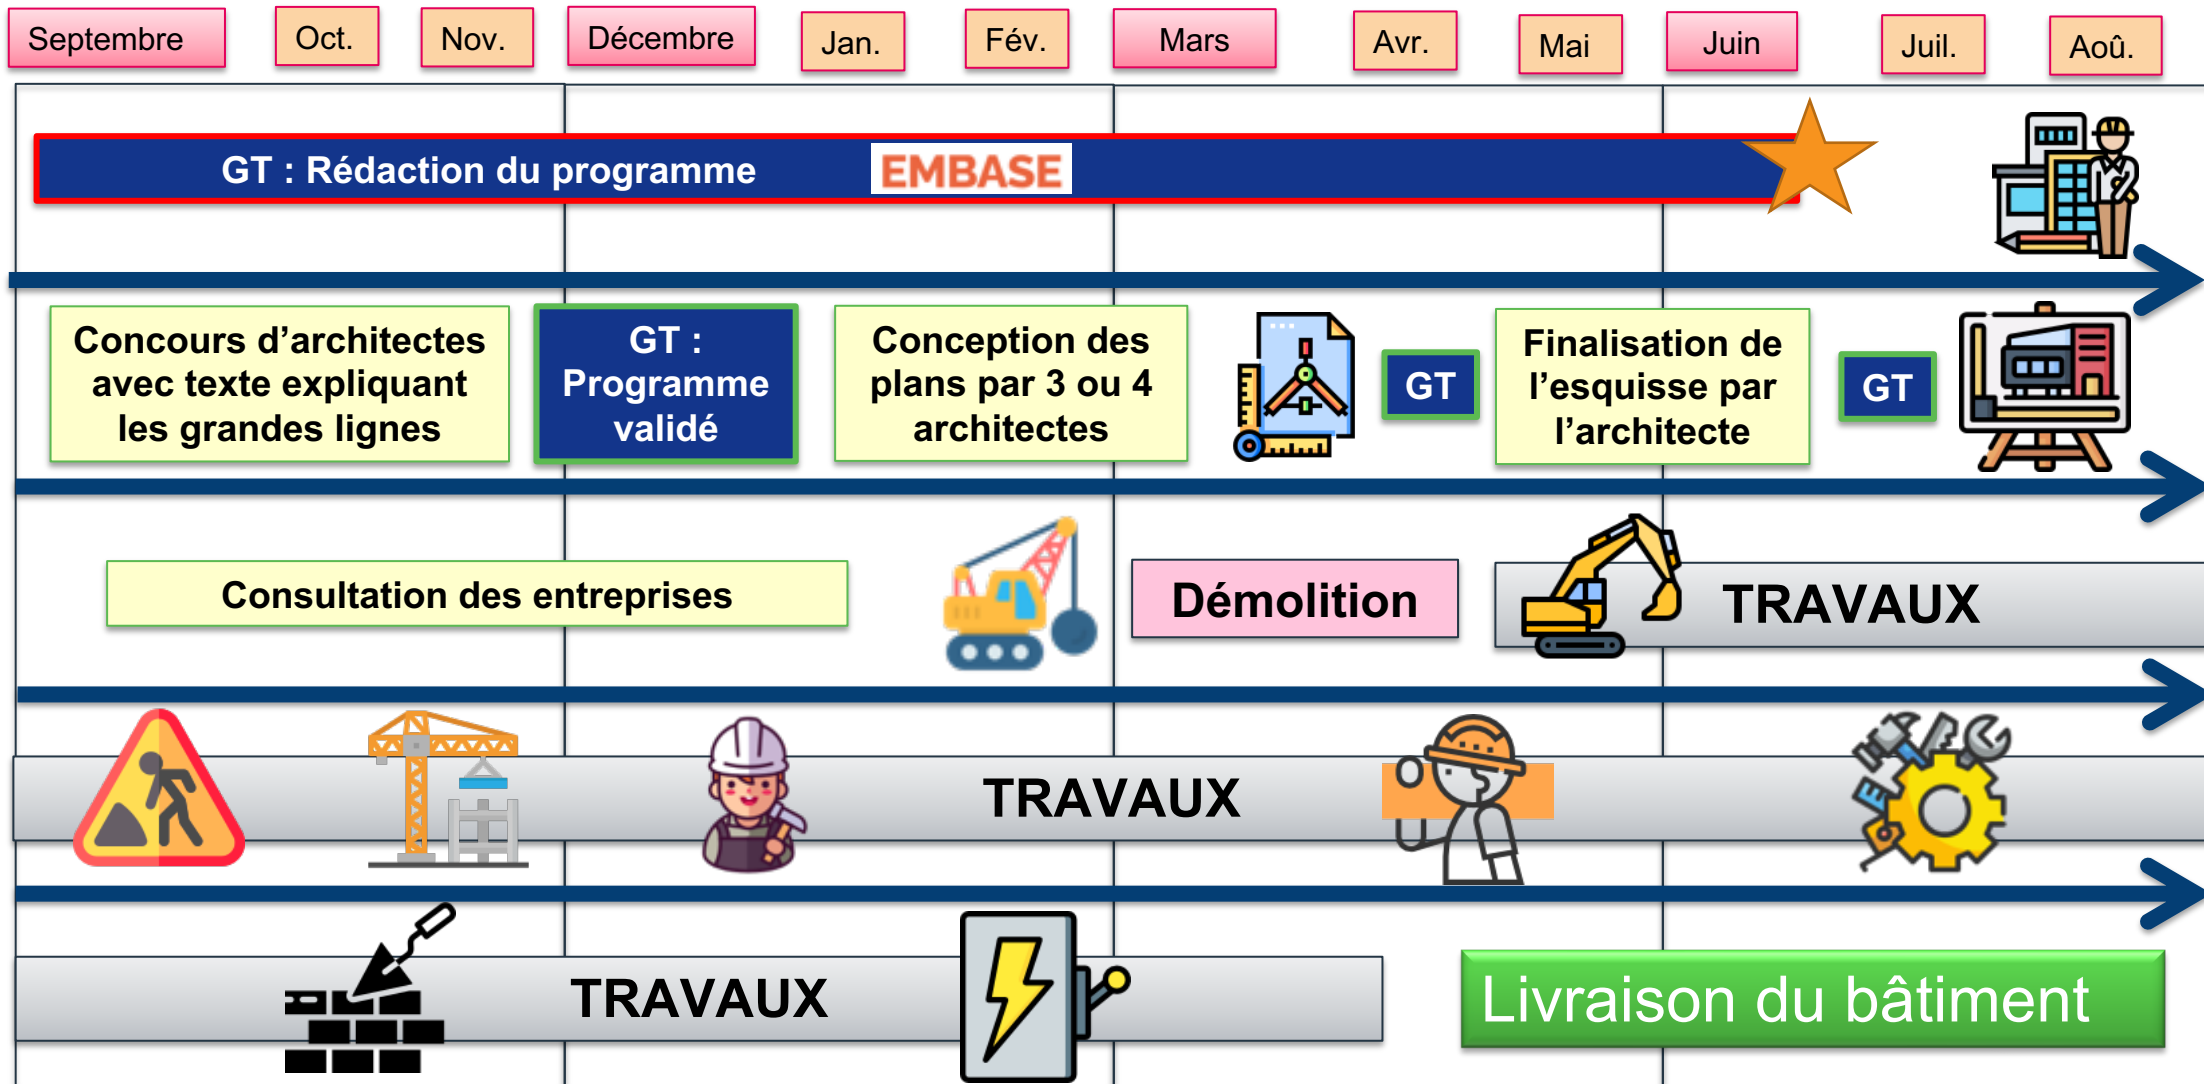 Septembre
Oct.
Nov.
Décembre
Jan.
Fév.
Mars
Avr.
Mai
Juin
Juil.
Aoû.
GT : Rédaction du programme
EMBASE
Concours d’architectes
avec texte expliquant
les grandes lignes
GT :
Programme
validé
Conception des
plans par 3 ou 4
architectes
GT
Finalisation de
l’esquisse par
l’architecte
GT
Consultation des entreprises
Démolition
TRAVAUX
TRAVAUX
TRAVAUX
Livraison du bâtiment